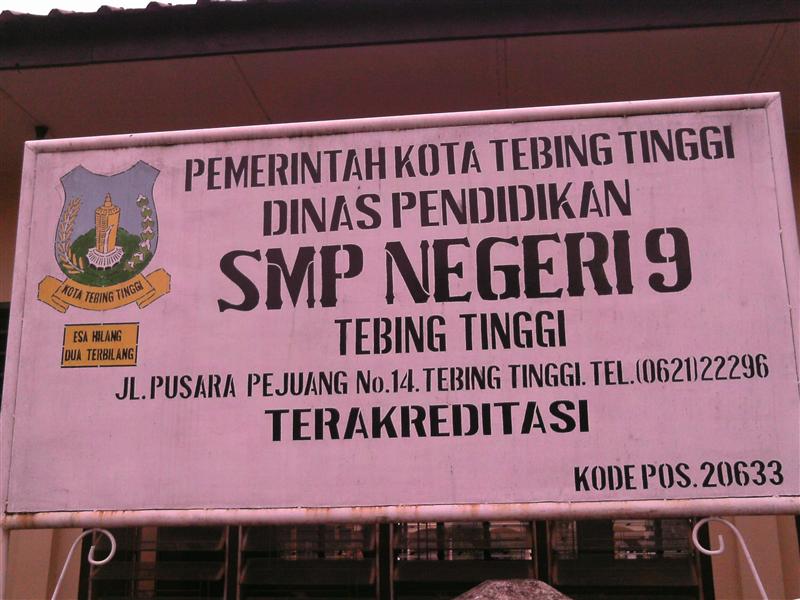 PEMERINTAH KOTA TEBING TINGGI
DINAS PENDIDIKAN
SMP NEGERI 9
TEBING TINGGI
JL. PUSARA PEJUANG No. 14. TEBING TINGGI. TEL. (0621) 22296
TERAKREDITASI
KODE POS. 20633
KOTA TEBING TINGGI
ESA HILANG
DUA TERBILANG